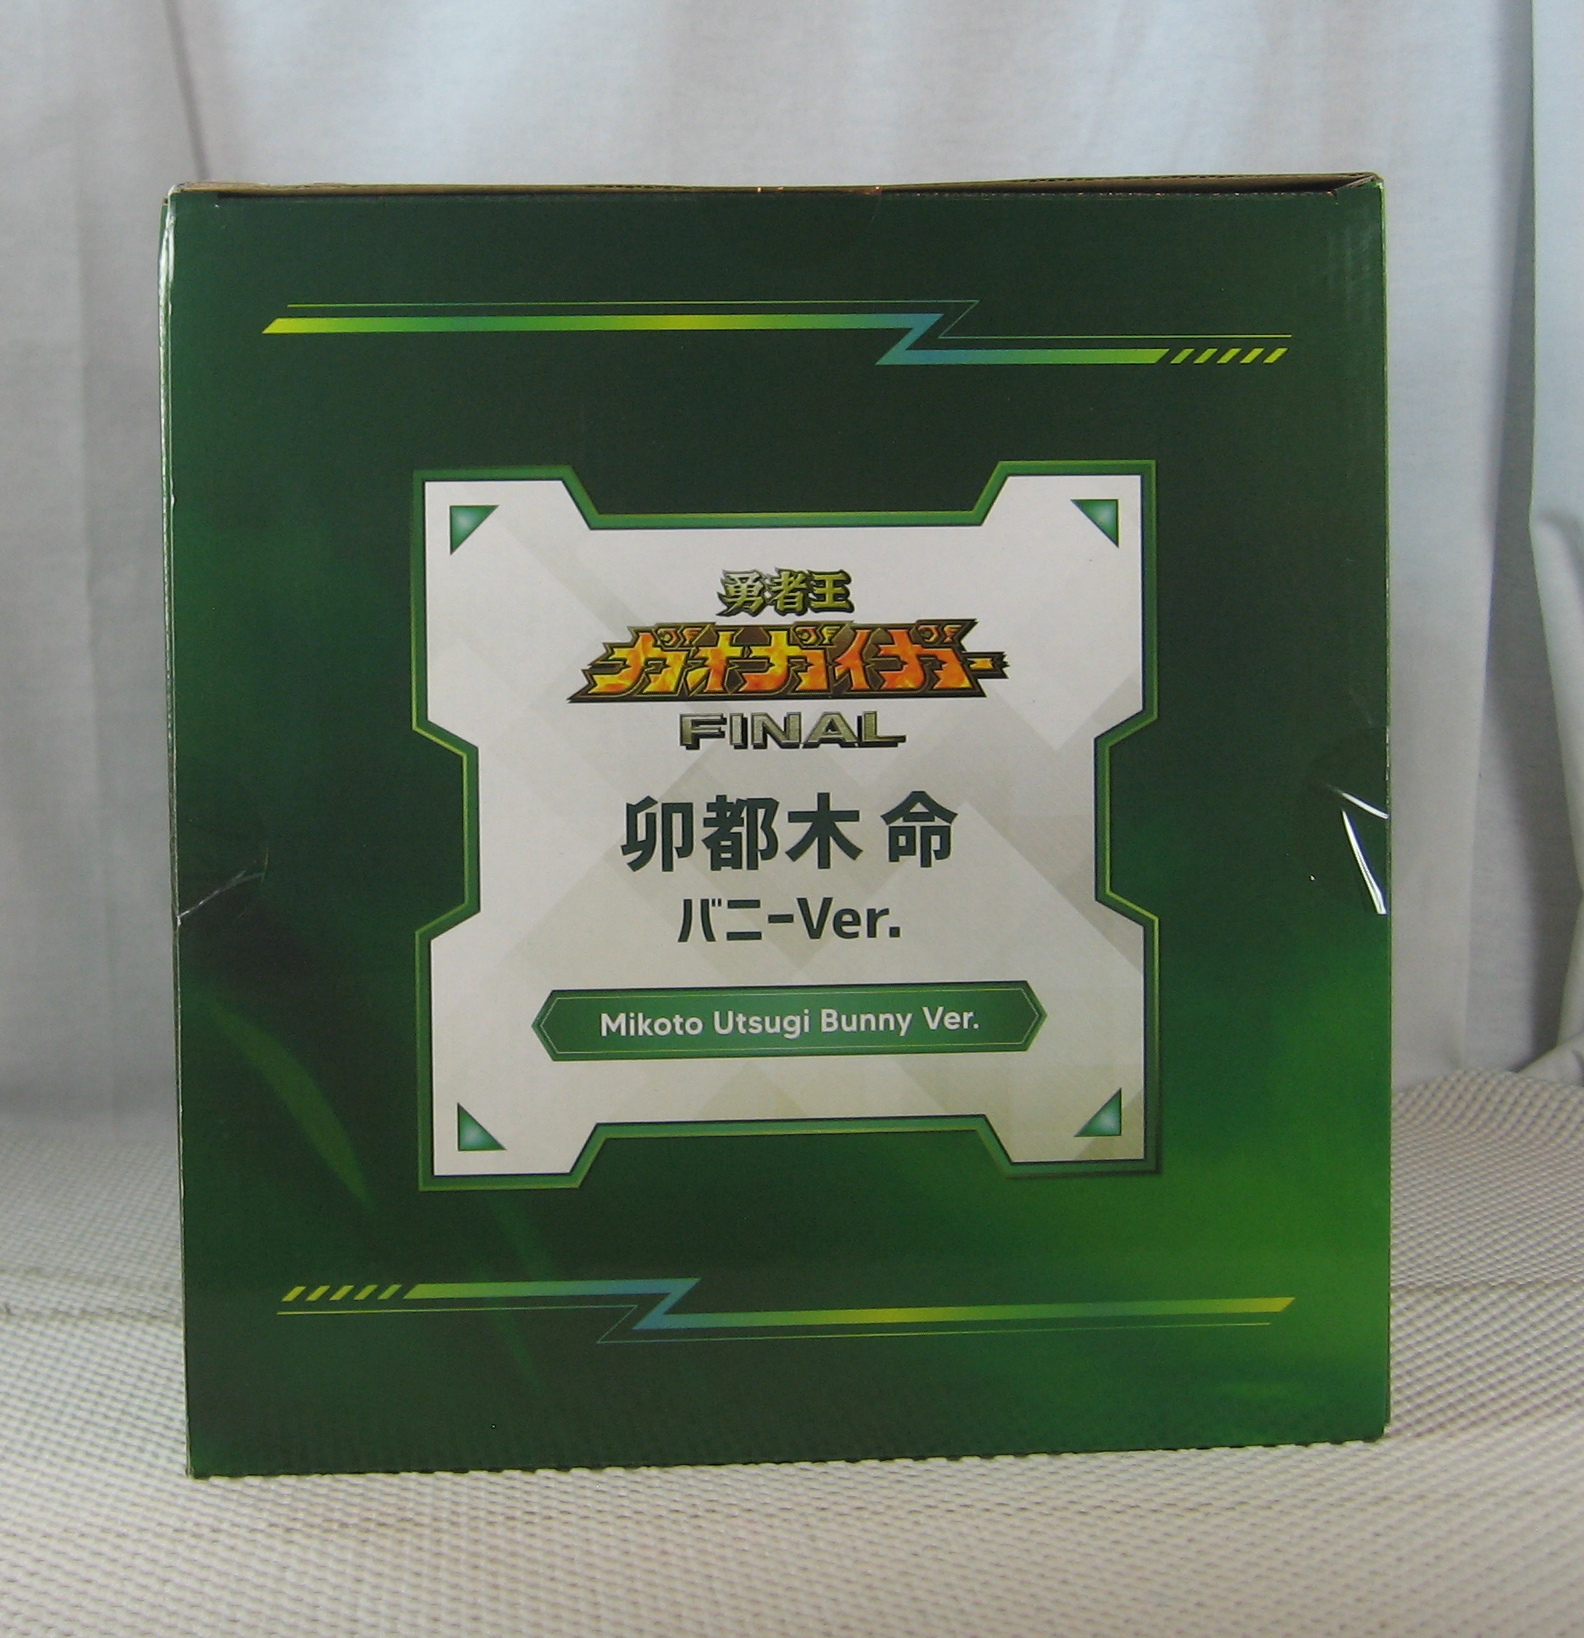 勇者王
ガオガイガー
FINAL
卯都木 命
バニーVer.
Mikoto Utsugi Bunny Ver.